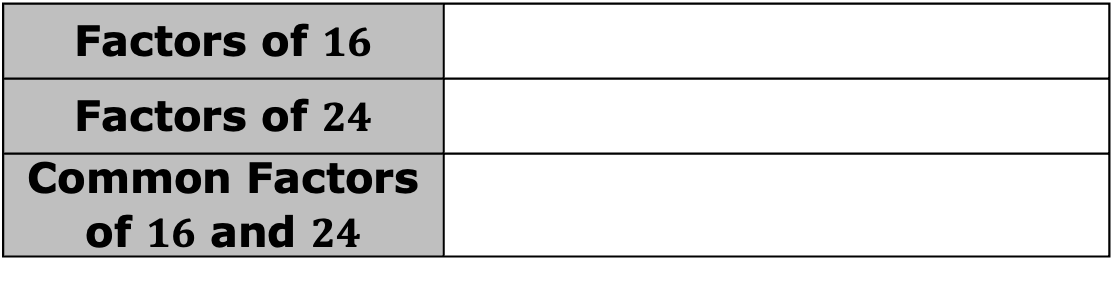 Factors of 16
Factors of 24
Common Factors
of 16 and 24